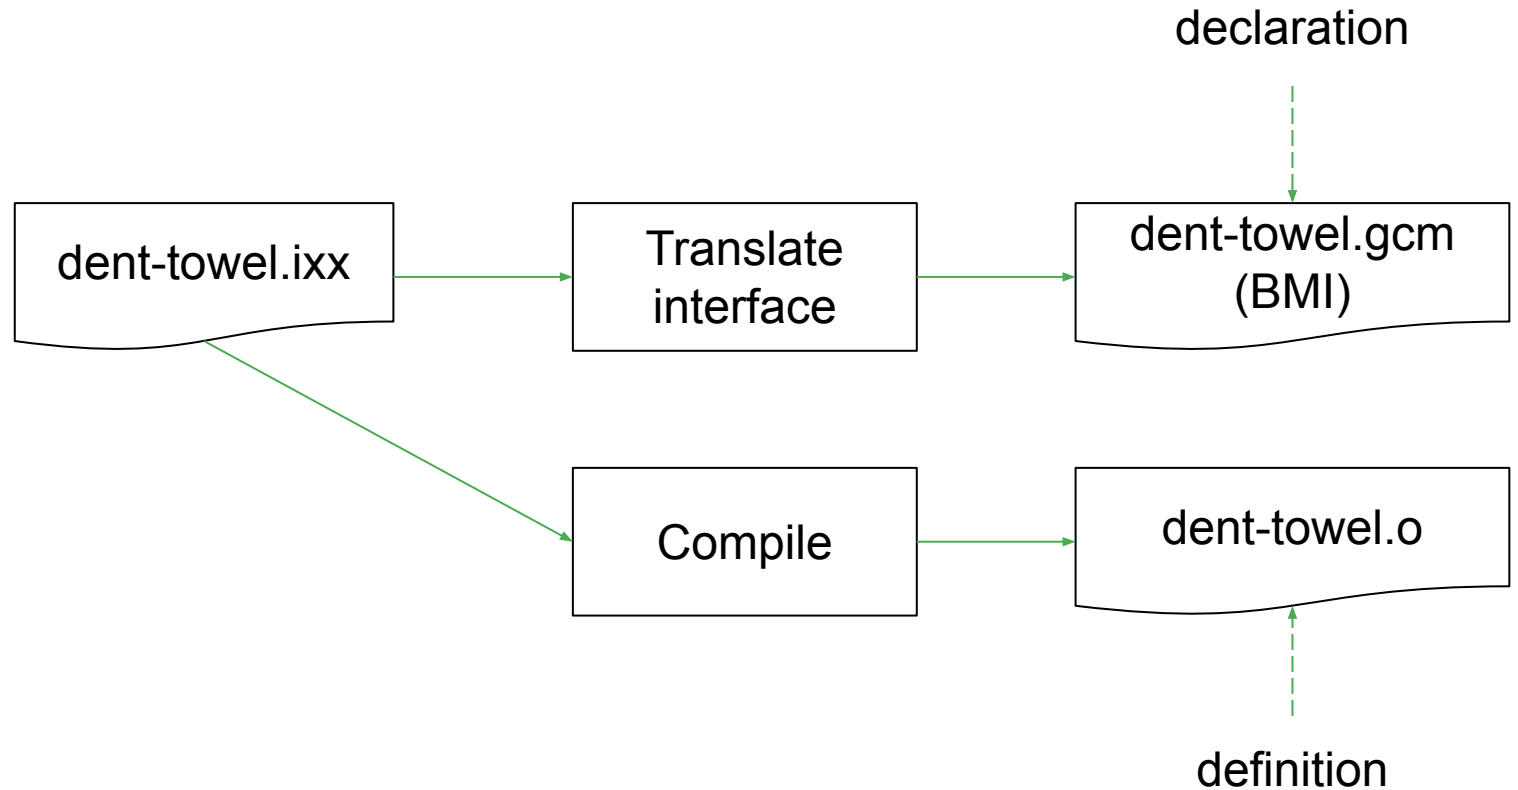 declaration
dent-towel.ixx
Translate
interface
dent-towel.gcm
(BMI)
Compile
dent-towel.o
definition